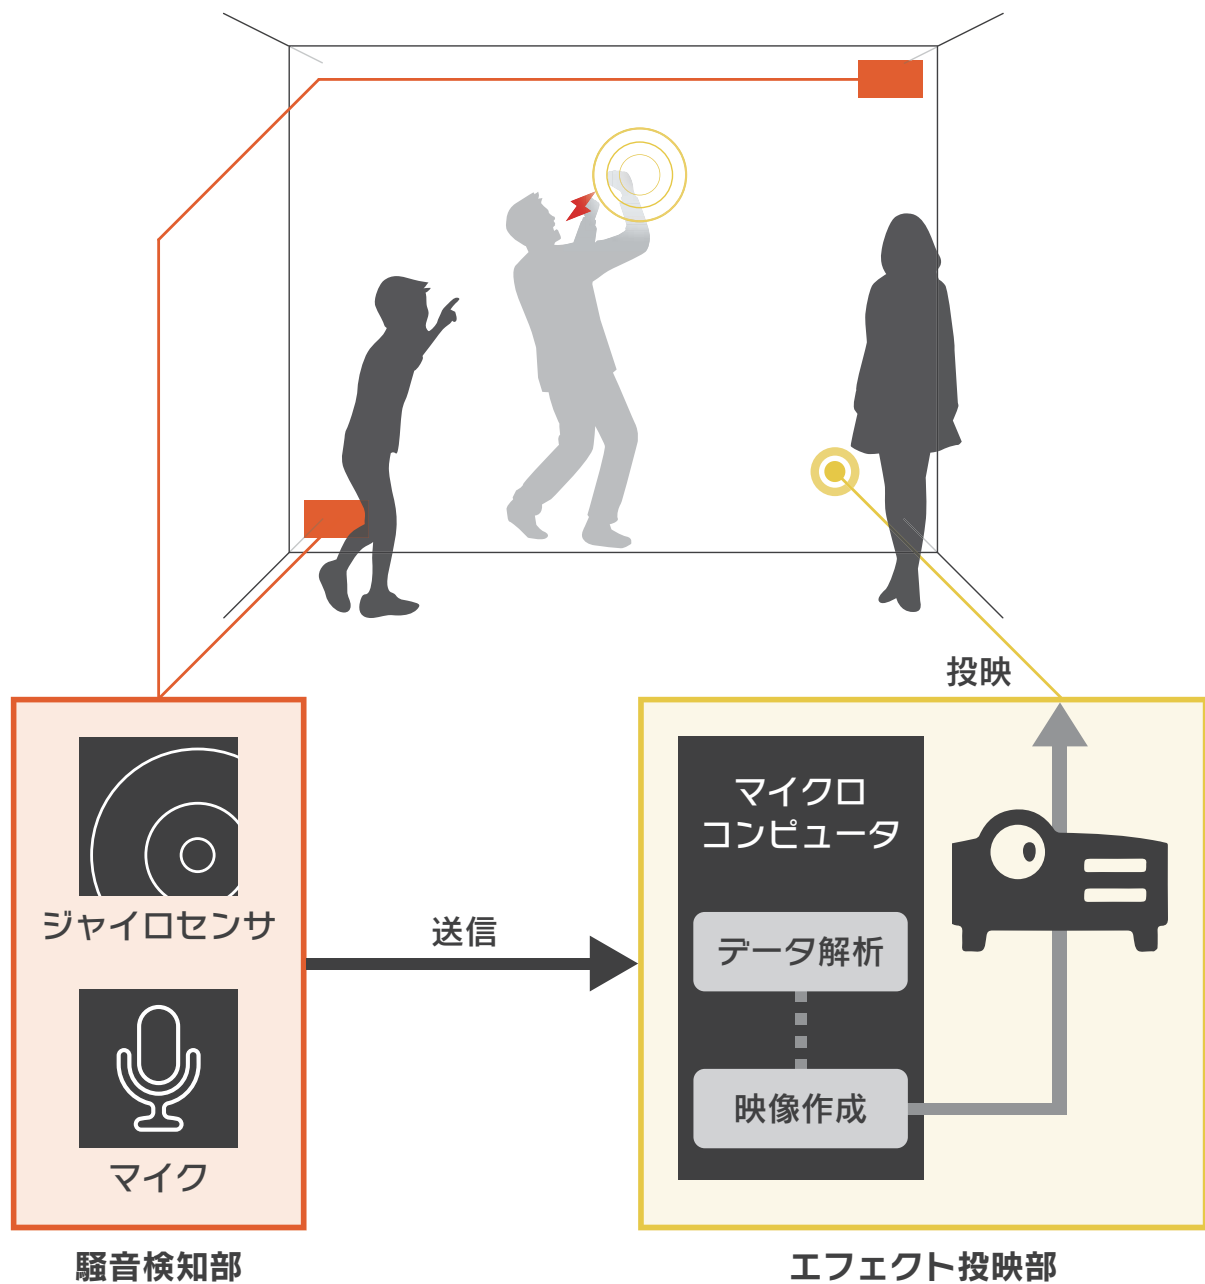 投映
マイクロ
コンピュータ
ジャイロセンサ
送信
データ解析
映像作成
マイク
騒音検知部
エフェクト投映部